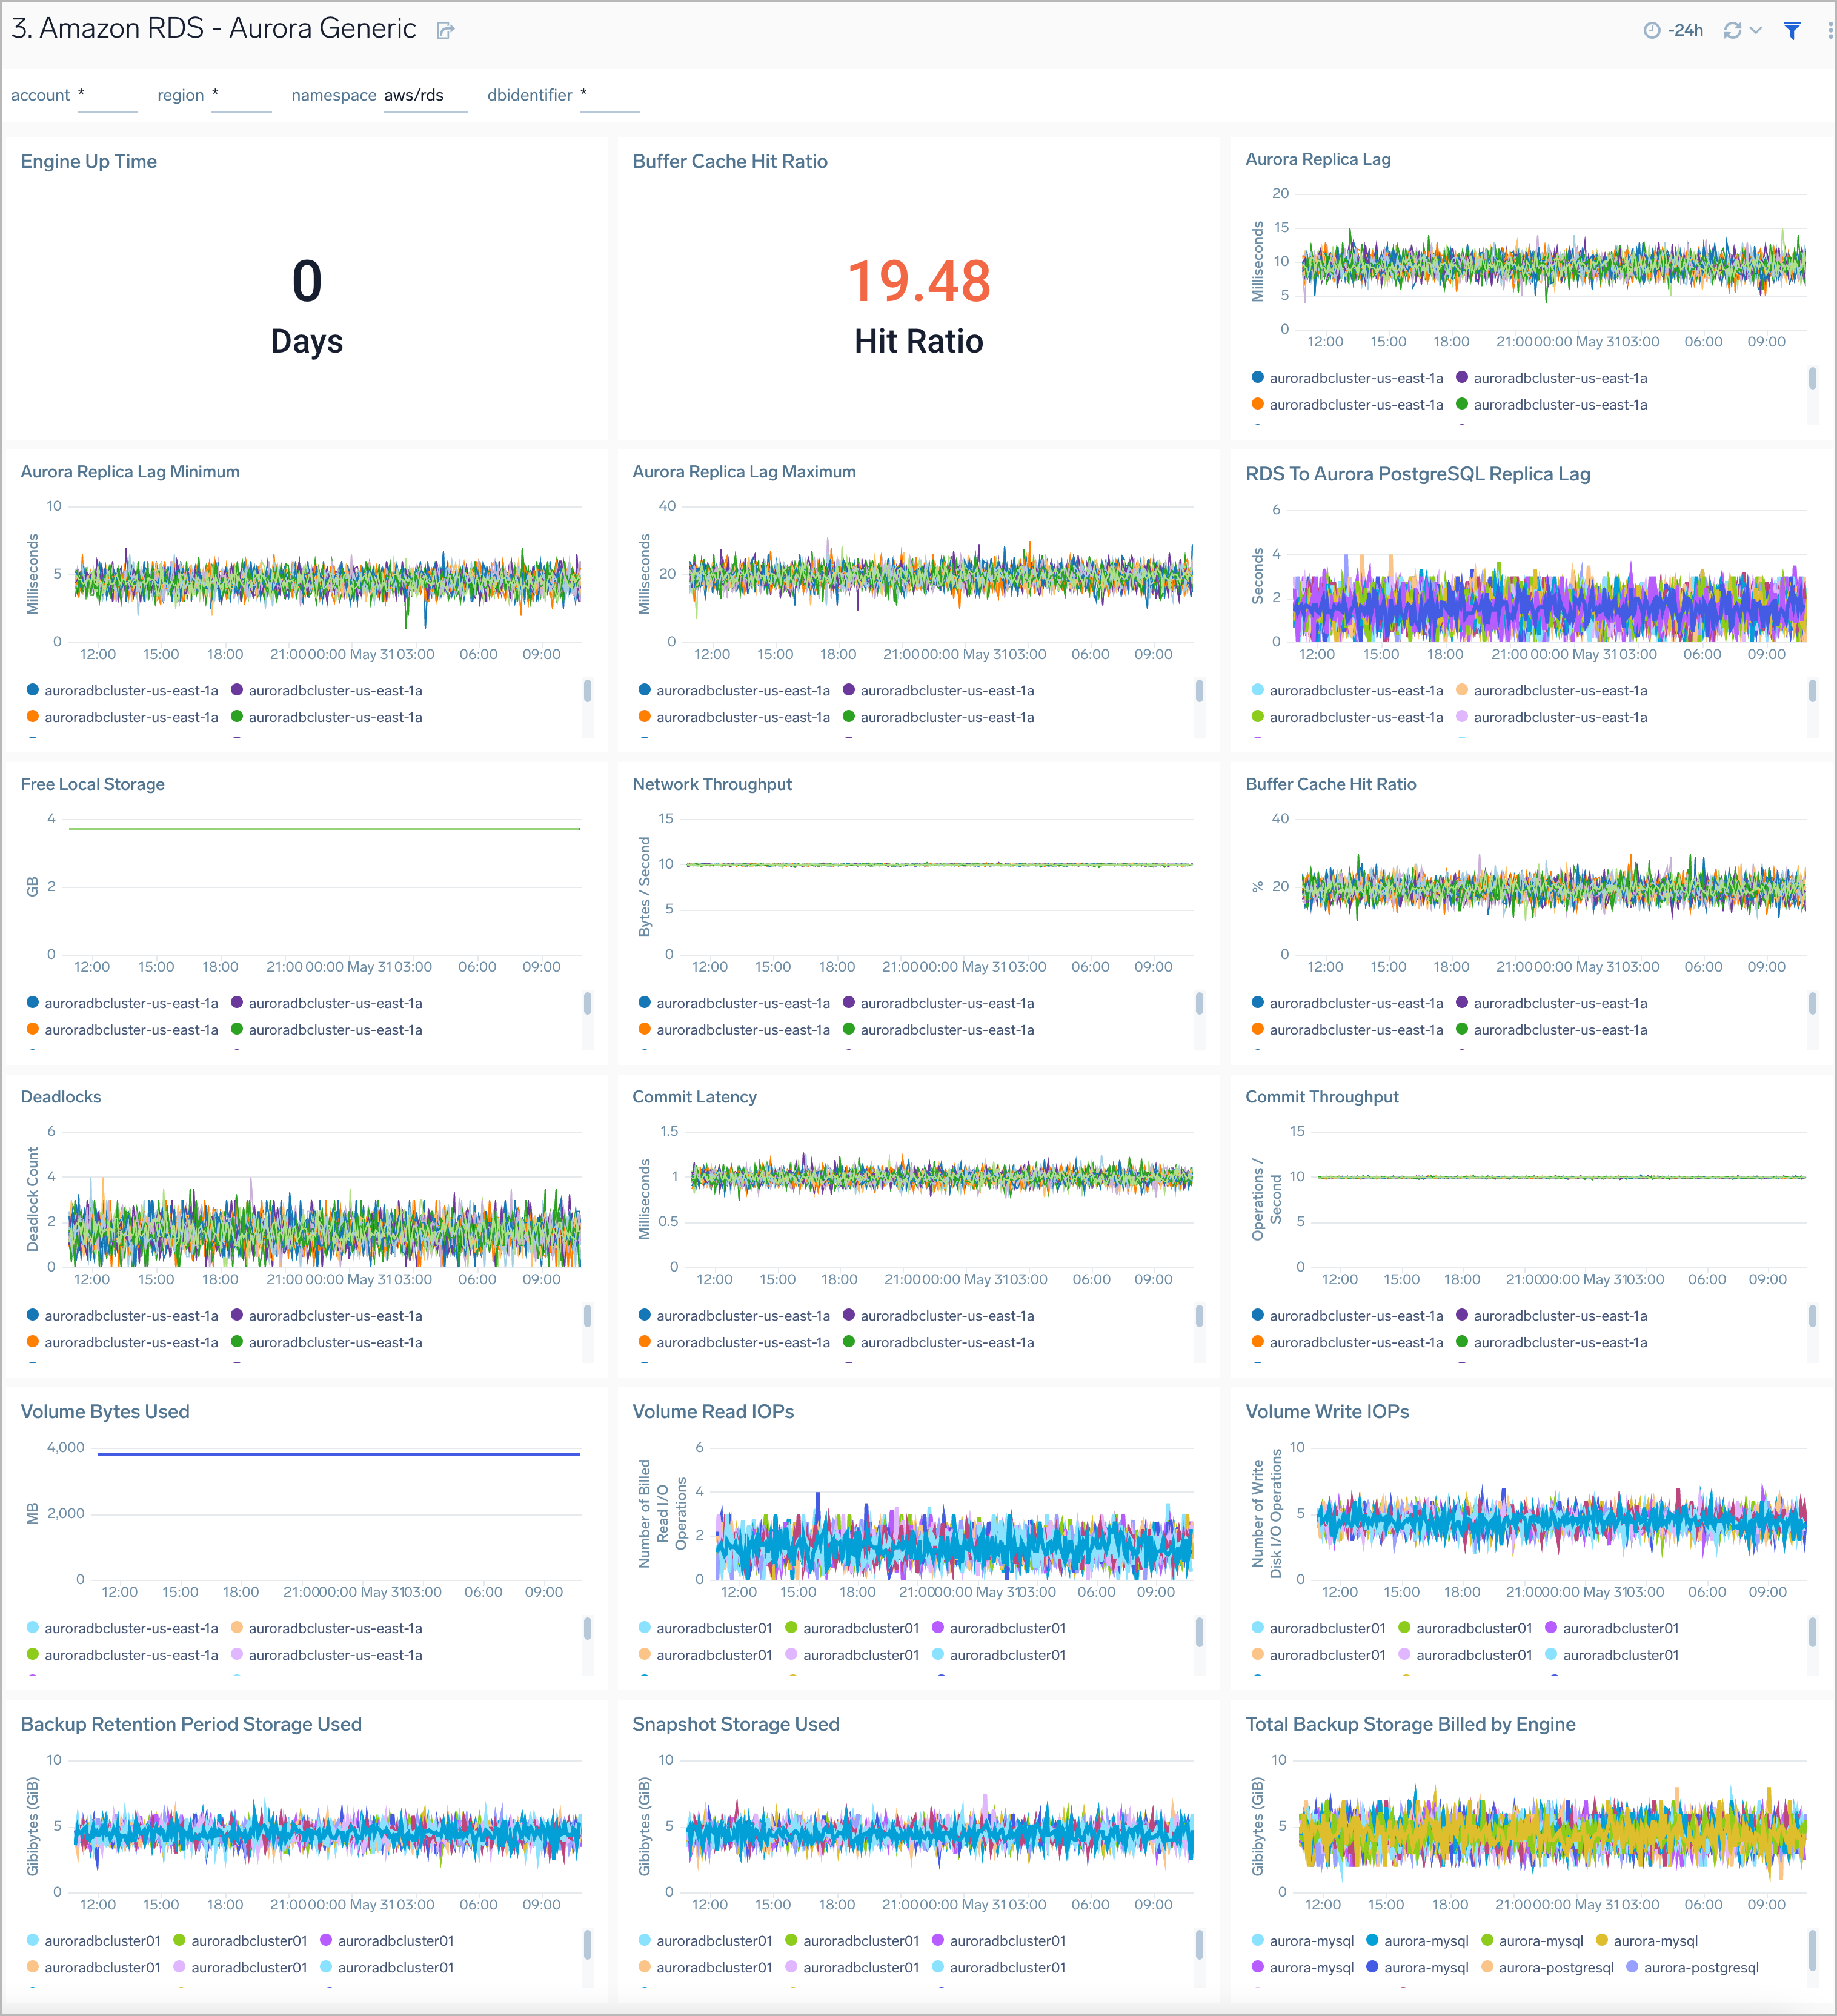 3. Amazon RDS - Aurora Generic
-24h
account * region * namespace aws/rds dbidentifier *
Engine Up Time
0
Days
Buffer Cache Hit Ratio
19.48
Hit Ratio
Aurora Replica Lag
20
15
10
5
0
Milliseconds
12:00 15:00 18:00 21:00 00:00 May 31 03:00 06:00 09:00
auroradbcluster-us-east-1a auroradbcluster-us-east-1a
auroradbcluster-us-east-1a auroradbcluster-us-east-1a
Aurora Replica Lag Minimum
10
5
0
Milliseconds
12:00 15:00 18:00 21:00 00:00 May 31 03:00 06:00 09:00
auroradbcluster-us-east-1a auroradbcluster-us-east-1a
auroradbcluster-us-east-1a auroradbcluster-us-east-1a
Aurora Replica Lag Maximum
40
20
0
Milliseconds
12:00 15:00 18:00 21:00 00:00 May 31 03:00 06:00 09:00
auroradbcluster-us-east-1a auroradbcluster-us-east-1a
auroradbcluster-us-east-1a auroradbcluster-us-east-1a
RDS To Aurora PostgreSQL Replica Lag
6
4
2
0
Seconds
12:00 15:00 18:00 21:00 00:00 May 31 03:00 06:00 09:00
auroradbcluster-us-east-1a auroradbcluster-us-east-1a
auroradbcluster-us-east-1a auroradbcluster-us-east-1a
Free Local Storage
4
2
0
GB
12:00 15:00 18:00 21:00 00:00 May 31 03:00 06:00 09:00
auroradbcluster-us-east-1a auroradbcluster-us-east-1a
auroradbcluster-us-east-1a auroradbcluster-us-east-1a
Network Throughput
15
10
5
0
Bytes / Second
12:00 15:00 18:00 21:00 00:00 May 31 03:00 06:00 09:00
auroradbcluster-us-east-1a auroradbcluster-us-east-1a
auroradbcluster-us-east-1a auroradbcluster-us-east-1a
Buffer Cache Hit Ratio
40
20
0
%
12:00 15:00 18:00 21:00 00:00 May 31 03:00 06:00 09:00
auroradbcluster-us-east-1a auroradbcluster-us-east-1a
auroradbcluster-us-east-1a auroradbcluster-us-east-1a
Deadlocks
6
4
2
0
Deadlock Count
12:00 15:00 18:00 21:00 00:00 May 31 03:00 06:00 09:00
auroradbcluster-us-east-1a auroradbcluster-us-east-1a
auroradbcluster-us-east-1a auroradbcluster-us-east-1a
Commit Latency
1.5
1
0.5
0
Milliseconds
12:00 15:00 18:00 21:00 00:00 May 31 03:00 06:00 09:00
auroradbcluster-us-east-1a auroradbcluster-us-east-1a
auroradbcluster-us-east-1a auroradbcluster-us-east-1a
Commit Throughput
15
10
5
0
Operations /
Second
12:00 15:00 18:00 21:00 00:00 May 31 03:00 06:00 09:00
auroradbcluster-us-east-1a auroradbcluster-us-east-1a
auroradbcluster-us-east-1a auroradbcluster-us-east-1a
Volume Bytes Used
4,000
2,000
0
MB
12:00 15:00 18:00 21:00 00:00 May 31 03:00 06:00 09:00
auroradbcluster-us-east-1a auroradbcluster-us-east-1a
auroradbcluster-us-east-1a auroradbcluster-us-east-1a
Volume Read IOPs
6
4
2
0
Number of Billed
Read I/O
Operations
12:00 15:00 18:00 21:00 00:00 May 31 03:00 06:00 09:00
auroradbcluster01 auroradbcluster01 auroradbcluster01
auroradbcluster01 auroradbcluster01 auroradbcluster01
Volume Write IOPs
10
5
0
Number of Write
Disk I/O Operations
12:00 15:00 18:00 21:00 00:00 May 31 03:00 06:00 09:00
auroradbcluster01 auroradbcluster01 auroradbcluster01
auroradbcluster01 auroradbcluster01 auroradbcluster01
Backup Retention Period Storage Used
10
5
0
Gibibytes (GiB)
12:00 15:00 18:00 21:00 00:00 May 31 03:00 06:00 09:00
auroradbcluster01 auroradbcluster01 auroradbcluster01
auroradbcluster01 auroradbcluster01 auroradbcluster01
Snapshot Storage Used
10
5
0
Gibibytes (GiB)
12:00 15:00 18:00 21:00 00:00 May 31 03:00 06:00 09:00
auroradbcluster01 auroradbcluster01 auroradbcluster01
auroradbcluster01 auroradbcluster01 auroradbcluster01
Total Backup Storage Billed by Engine
10
5
0
Gibibytes (GiB)
12:00 15:00 18:00 21:00 00:00 May 31 03:00 06:00 09:00
aurora-mysql aurora-mysql aurora-mysql aurora-mysql
aurora-mysql aurora-mysql aurora-postgresql aurora-postgresql